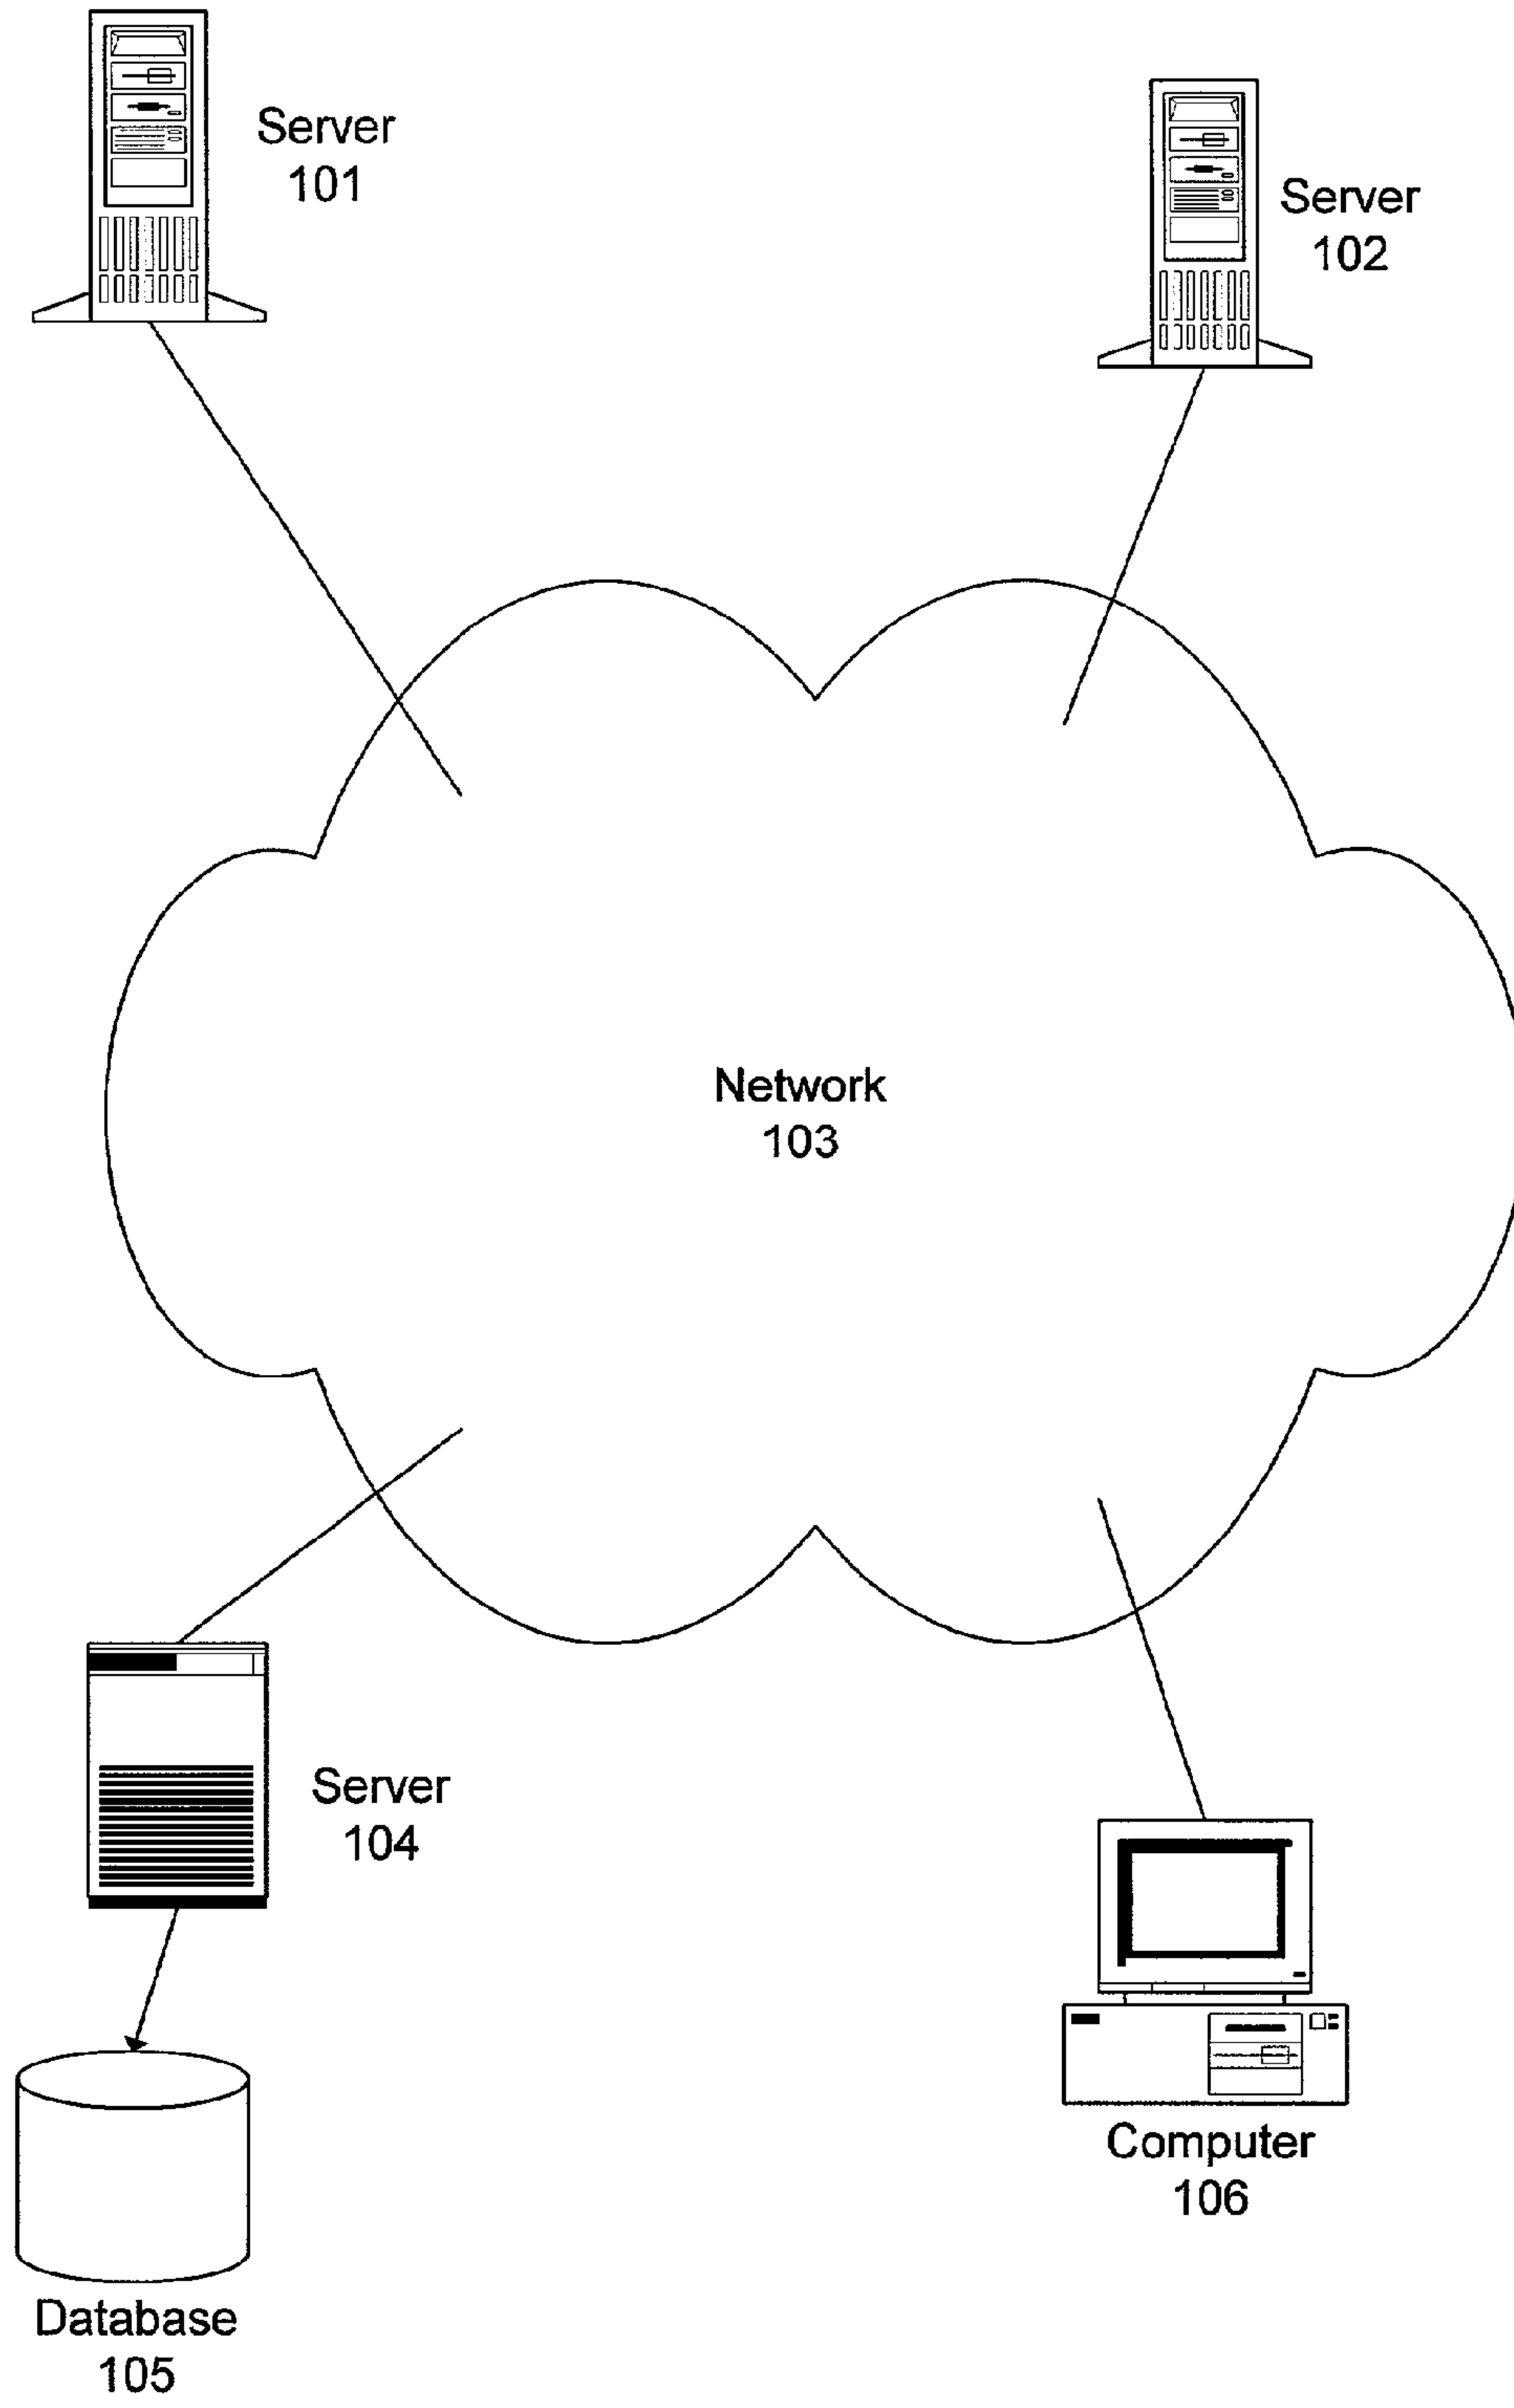 Server
101
Server
102
Network
103
Server
104
Computer
106
Database
105